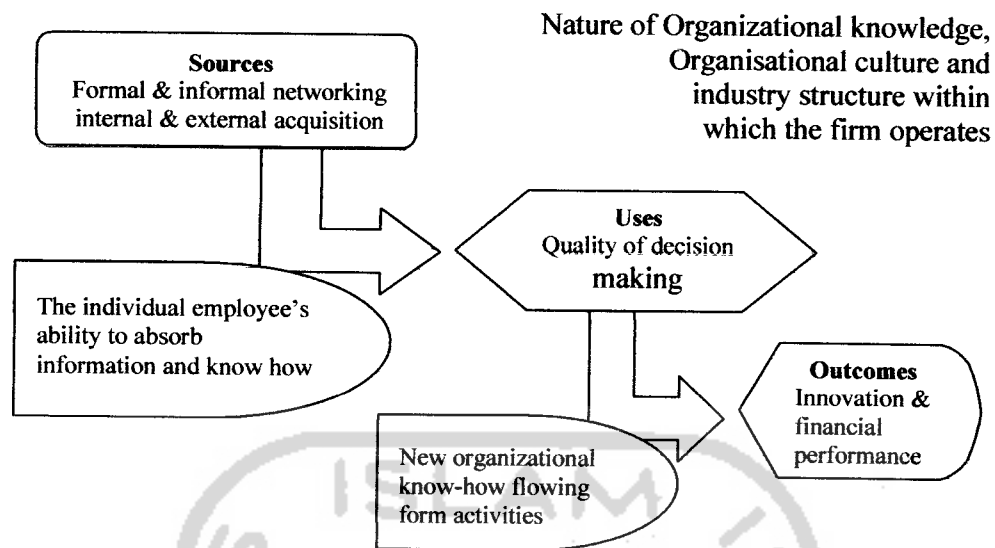 Nature of Organizational knowledge,
Organisational culture and
industry structure within
which the firm operates
Sources
Formal & informal networking
internal & external acquisition
Uses
Quality of decision
making
The individual employee's
ability to absorb
information and know how
Outcomes
Innovation &
financial
performance
New organizational
know-how flowing
form activities
ISLAM